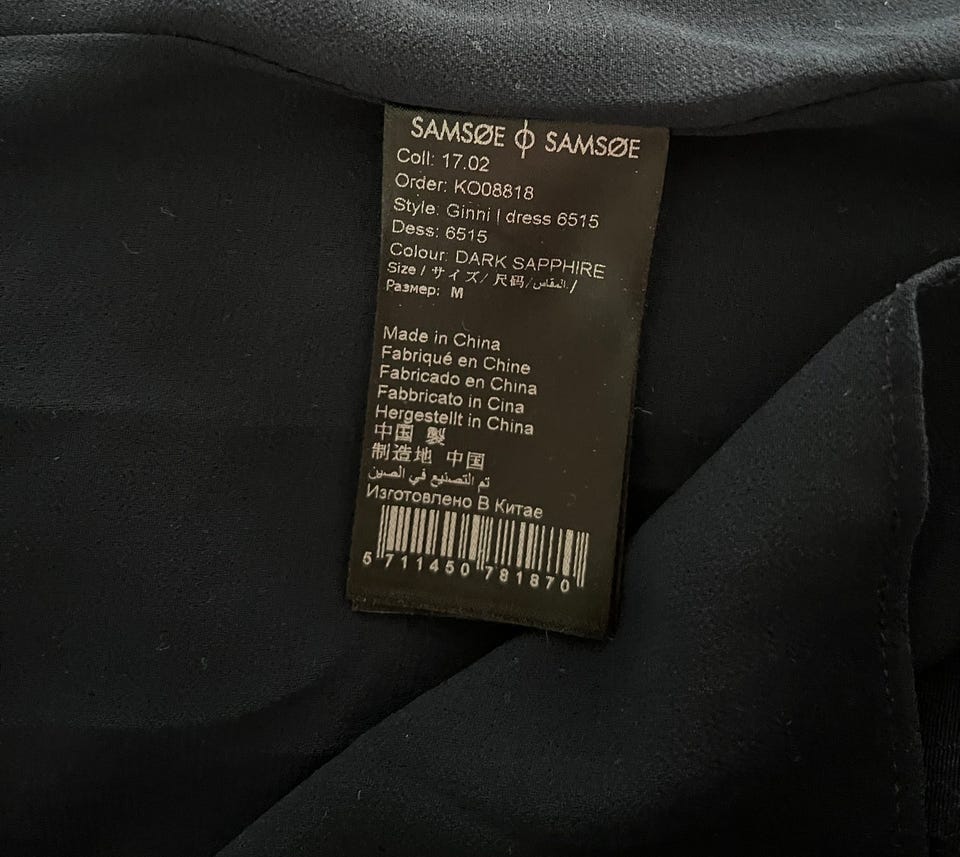 SAMSØE ϕ SAMSØE
Coll: 17.02
Order: KO08818
Style: Ginni l dress 6515
Dess: 6515
Colour: DARK SAPPHIRE
Size / サイズ/ 尺码/المقاس/
Размер: M
Made in China
Fabriqué en Chine
Fabricado en China
Fabbricato in Cina
Hergestellt in China
中国 製
制造地 中国
تم التصنيع في الصين
Изготовлено В Китае
5 711450 781870